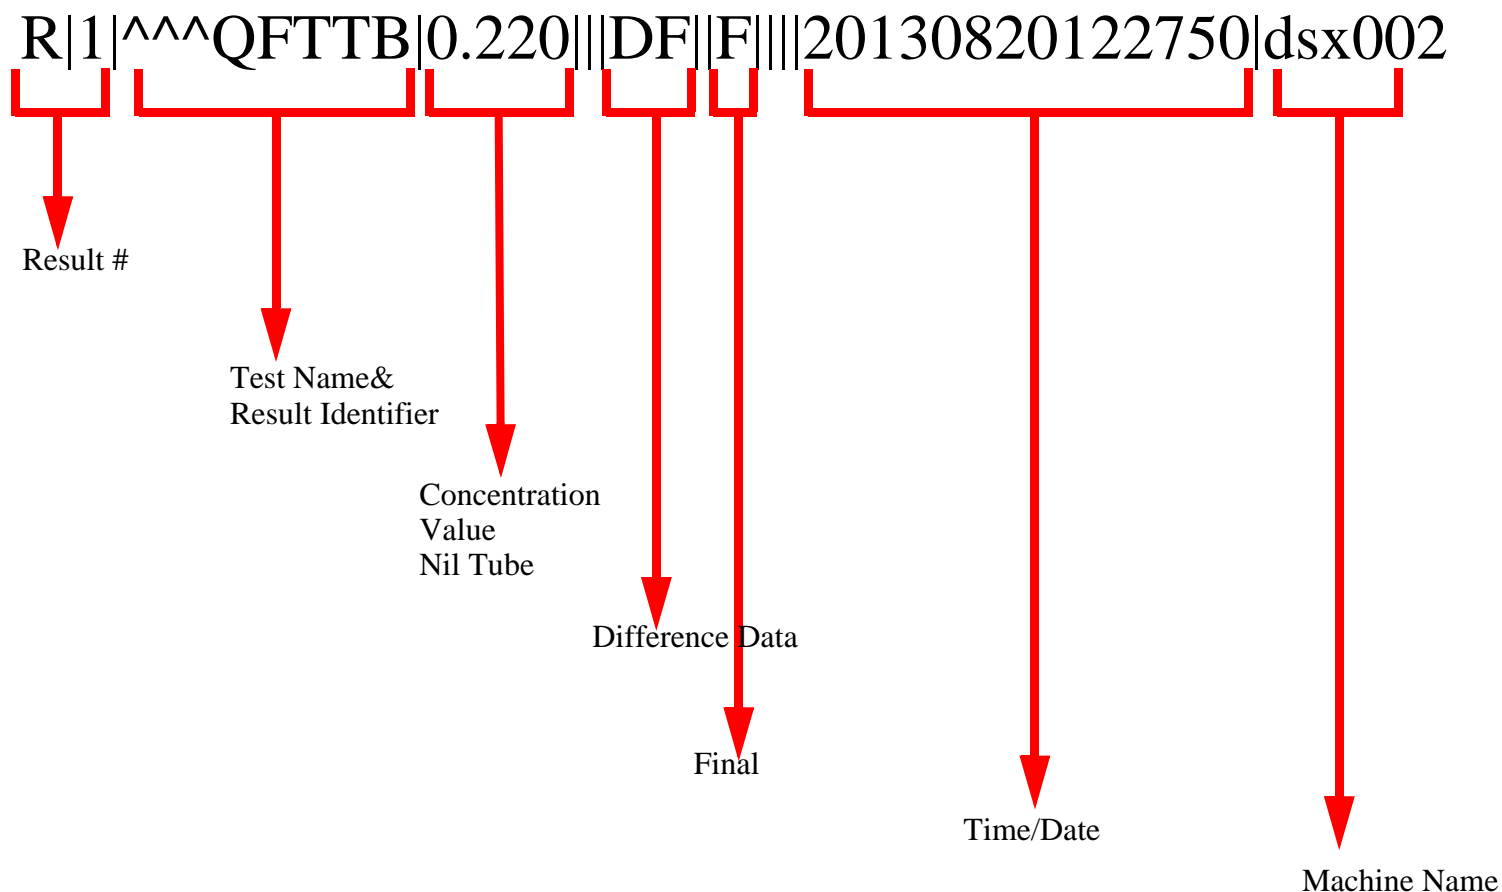 R|1|^^^QFTTB|0.220|||DF||F||||20130820122750|dsx002
Result #
Test Name&
Result Identifier
Concentration
Value
Nil Tube
Difference Data
Final
Time/Date
Machine Name